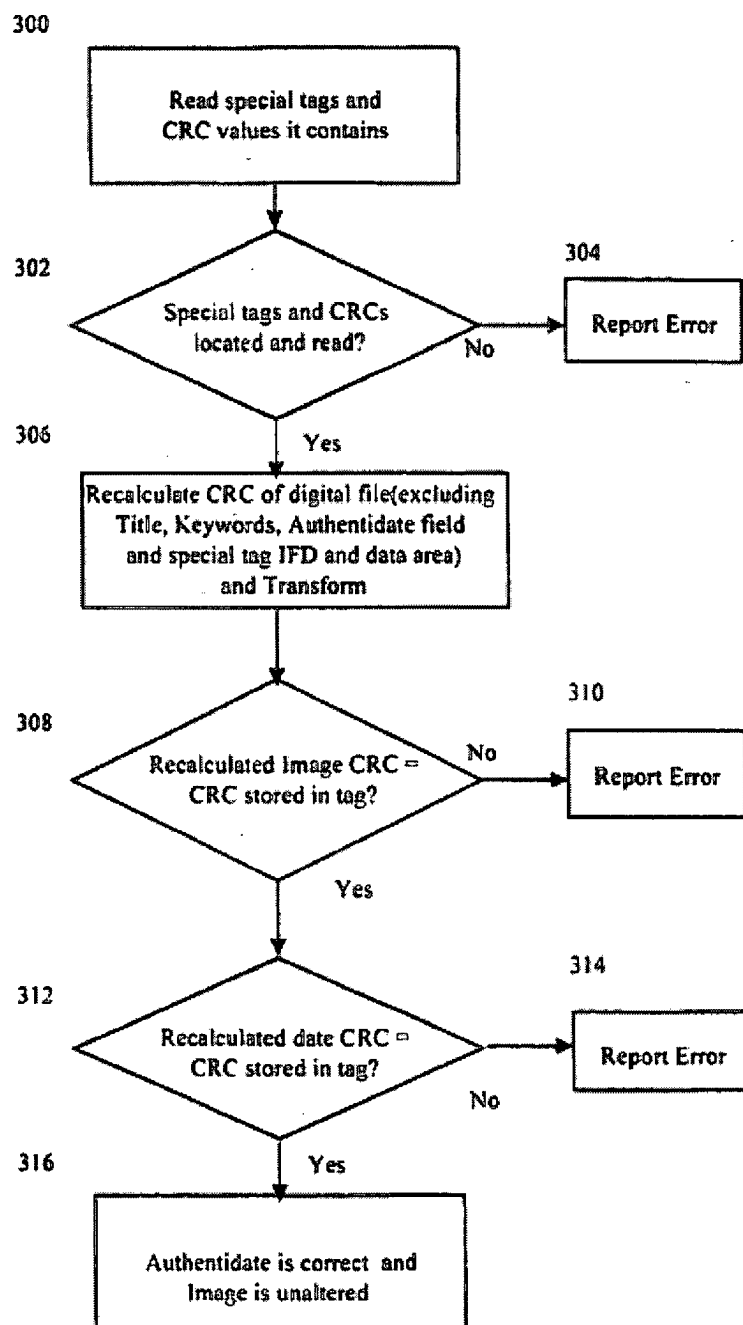 300
Read special tags and
CRC values it contains
302
304
Special tags and CRCs
located and read?
No
Report Error
306
Yes
Recalculate CRC of digital file(excluding
Title, Keywords, Authentidate field
and special tag IFD and data area)
and Transform
308
310
Recalculated Image CRC =
CRC stored in tag?
No
Report Error
Yes
312
314
Recalculated date CRC =
CRC stored in tag?
No
Report Error
316
Yes
Authentidate is correct and
Image is unaltered